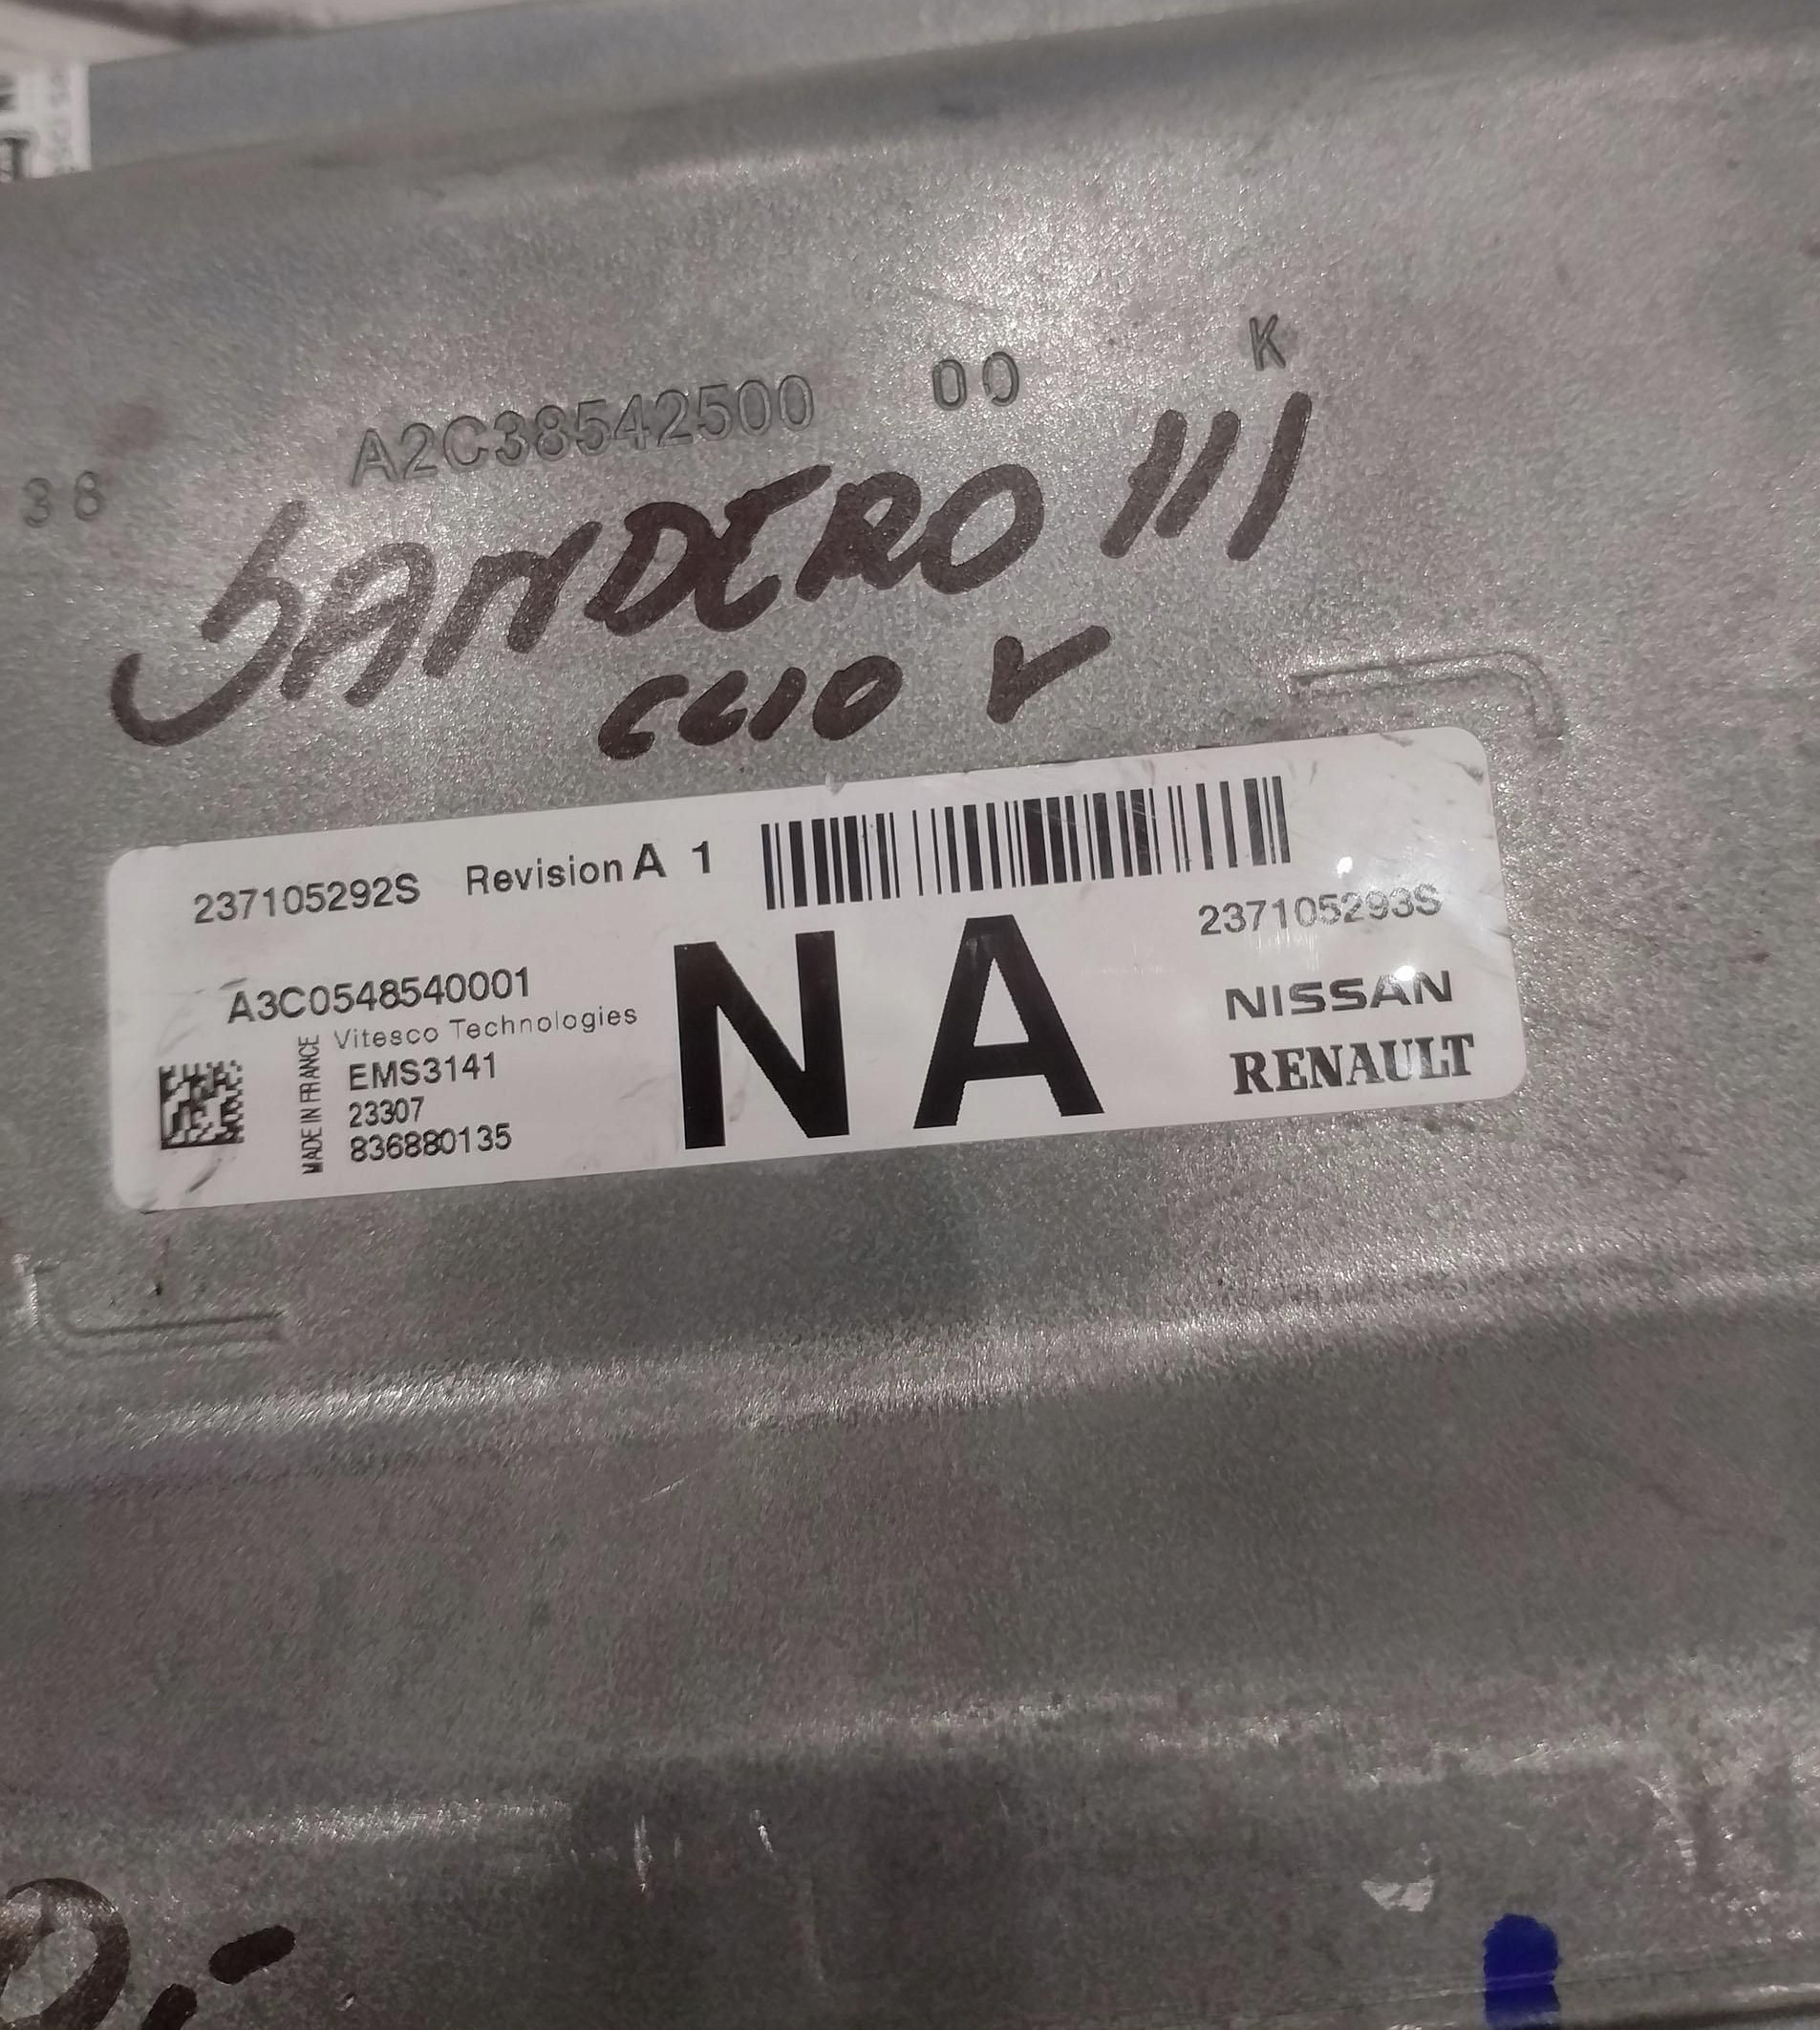 A2C38542500 00 K
38
SANDERO III
CLIO V
237105292S Revision A 1
237105293S
A3C0548540001
NISSAN
Vitesco Technologies
RENAULT
MADE IN FRANCE
EMS3141
23307
836880135
NA